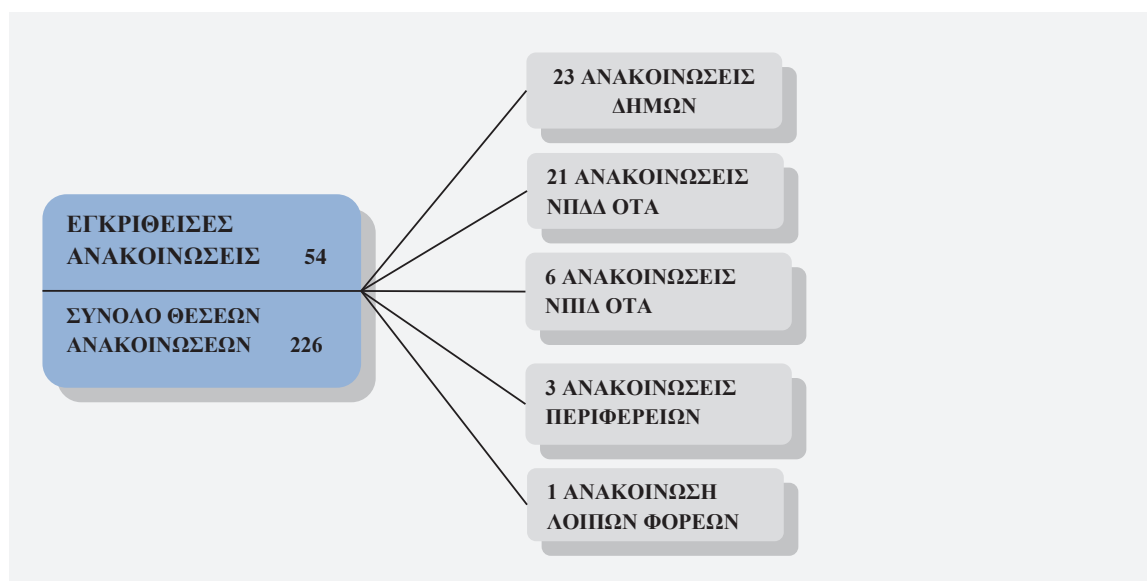 ΕΓΚΡΙΘΕΙΣΕΣ
ΑΝΑΚΟΙΝΩΣΕΙΣ 54
ΣΥΝΟΛΟ ΘΕΣΕΩΝ
ΑΝΑΚΟΙΝΩΣΕΩΝ 226
23 ΑΝΑΚΟΙΝΩΣΕΙΣ
ΔΗΜΩΝ
21 ΑΝΑΚΟΙΝΩΣΕΙΣ
ΝΠΔΔ ΟΤΑ
6 ΑΝΑΚΟΙΝΩΣΕΙΣ
ΝΠΙΔ ΟΤΑ
3 ΑΝΑΚΟΙΝΩΣΕΙΣ
ΠΕΡΙΦΕΡΕΙΩΝ
1 ΑΝΑΚΟΙΝΩΣΗ
ΛΟΙΠΩΝ ΦΟΡΕΩΝ